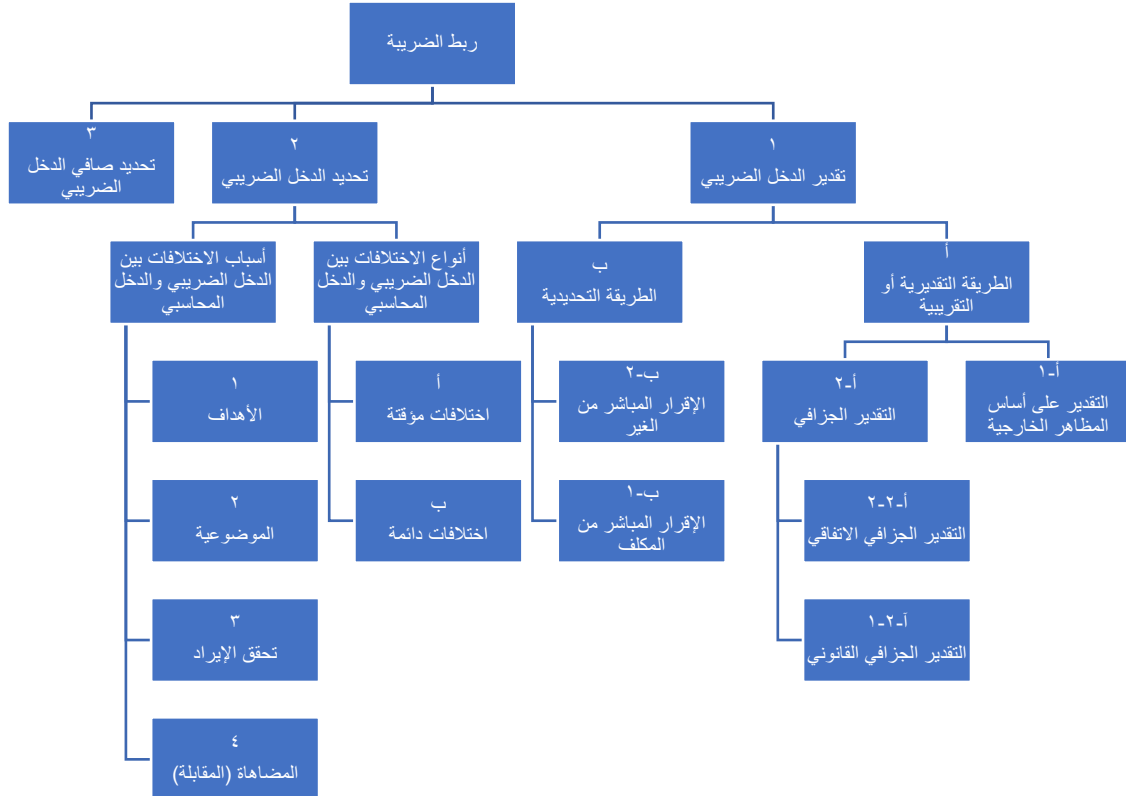 ربط الضريبة
١
تقدير الدخل الضريبي
٢
تحديد الدخل الضريبي
٣
تحديد صافي الدخل
الضريبي
أ
الطريقة التقديرية أو
التقريبية
ب
الطريقة التحديدية
أنواع الاختلافات بين
الدخل الضريبي والدخل
المحاسبي
أسباب الاختلافات بين
الدخل الضريبي والدخل
المحاسبي
أ-١
التقدير على أساس
المظاهر الخارجية
أ-٢
التقدير الجزافي
ب-٢
الإقرار المباشر من
الغير
أ
اختلافات مؤقتة
١
الأهداف
أ-٢-٢
التقدير الجزافي الاتفاقي
ب-١
الإقرار المباشر من
المكلف
ب
اختلافات دائمة
٢
الموضوعية
آ-٢-١
التقدير الجزافي القانوني
٣
تحقق الإيراد
٤
المضاهاة (المقابلة)